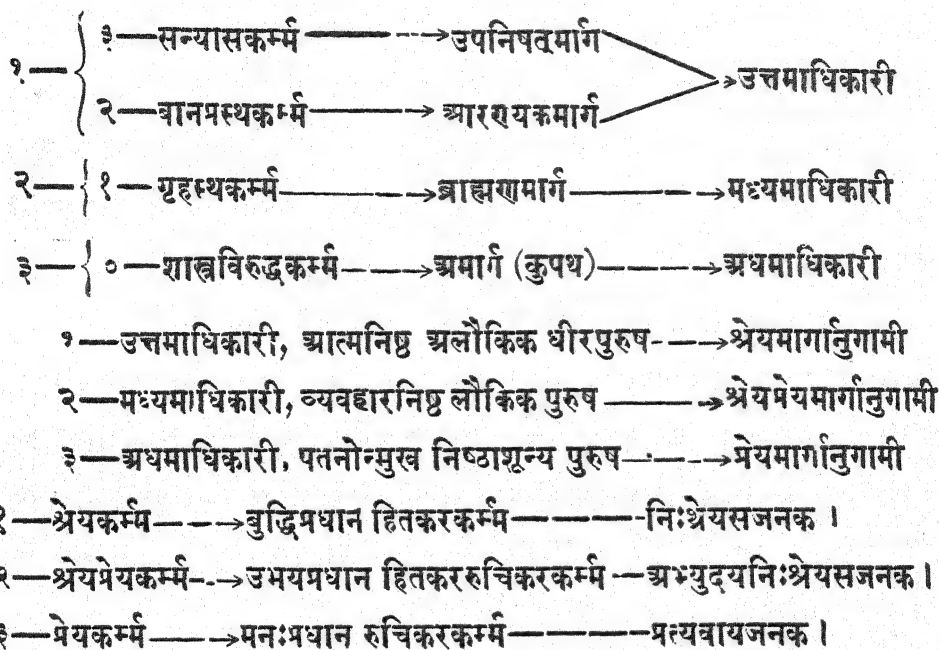 ३—सन्यासकर्म्म———--→उपनिषत्मार्ग
१—{ →उत्तमाधिकारी
२—वानप्रस्थकर्म्म———--→आरण्यकमार्ग
२—{ १—गृहस्थकर्म्म———--→ब्राह्मणमार्ग———--→मध्यमाधिकारी
३—{ ०—शास्त्रविरुद्धकर्म्म———→अमार्ग (कुपथ)———→अधमाधिकारी
१—उत्तमाधिकारी, आत्मनिष्ठ अलौकिक धीरपुरुष-–—→श्रेयमार्गानुगामी
२—मध्यमाधिकारी, व्यवहारनिष्ठ लौकिक पुरुष———→श्रेयप्रेयमार्गानुगामी
३—अधमाधिकारी, पतनोन्मुख निष्ठाशून्य पुरुष———→प्रेयमार्गानुगामी
१—श्रेयकर्म्म———→बुद्धिप्रधान हितकरकर्म्म————निःश्रेयसजनक ।
२—श्रेयप्रेयकर्म्म--→उभयप्रधान हितकररुचिकरकर्म्म—अभ्युदयनिःश्रेयसजनक ।
३—प्रेयकर्म्म———→मनःप्रधान रुचिकरकर्म्म————प्रत्यवायजनक ।